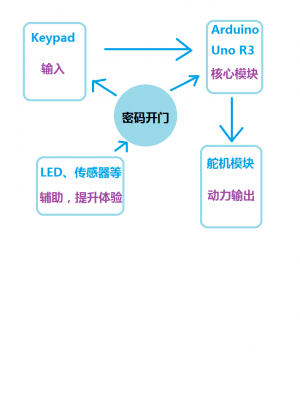 Keypad
输入
Arduino
Uno R3
核心模块
密码开门
LED、传感器等
辅助，提升体验
舵机模块
动力输出